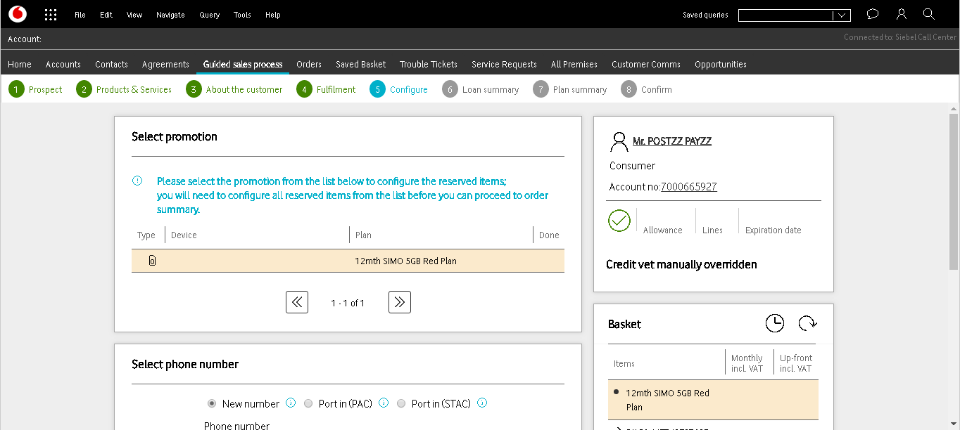 File Edit View Navigate Query Tools Help Saved queries
Account: Connected to: Siebel Call Center
Home Accounts Contacts Agreements Guided sales process Orders Saved Basket Trouble Tickets Service Requests All Premises Customer Comms Opportunities
1 Prospect 2 Products & Services 3 About the customer 4 Fulfilment 5 Configure 6 Loan summary 7 Plan summary 8 Confirm
Select promotion
Please select the promotion from the list below to configure the reserved items;
you will need to configure all reserved items from the list before you can proceed to order
summary.
Type Device Plan Done
12mth SIMO 5GB Red Plan
1 - 1 of 1
Select phone number
New number Port in (PAC) Port in (STAC)
Phone number
Mr. POSTZZ PAYZZ
Consumer
Account no: 7000665927
Allowance Lines Expiration date
Credit vet manually overridden
Basket
Items Monthly incl. VAT Up-front incl. VAT
12mth SIMO 5GB Red
Plan